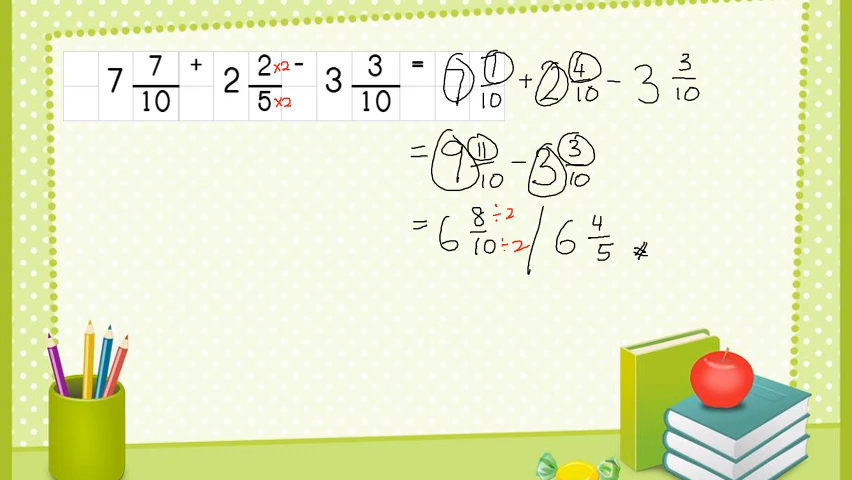 7 7/10 + 2 2/5 ×2 ×2 - 3 3/10 = 7 7/10 + 2 4/10 - 3 3/10
= 9 11/10 - 3 3/10
= 6 8/10 ÷2 ÷2 / 6 4/5 #